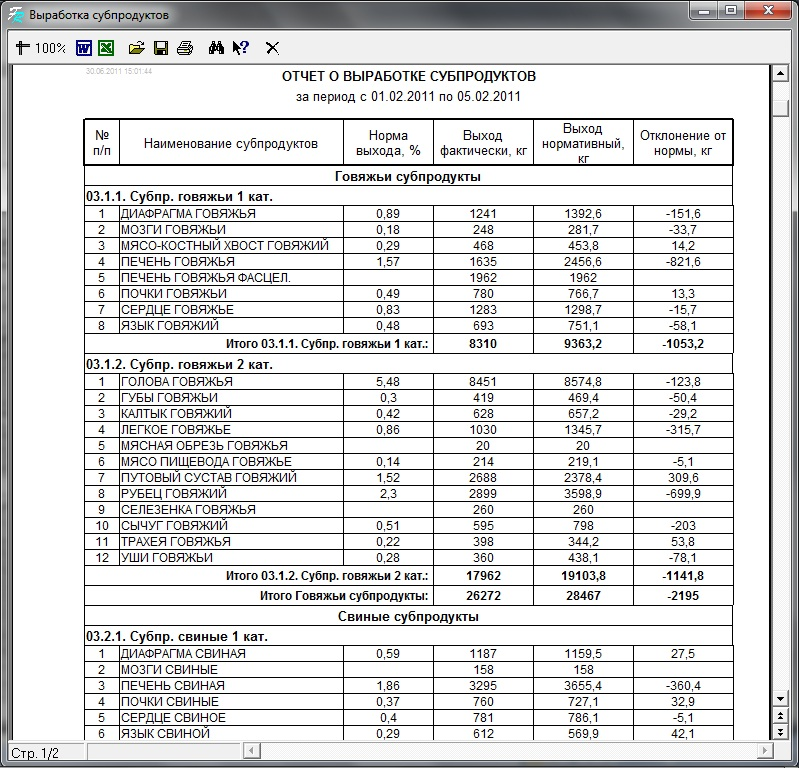 Выработка субпродуктов
100%
30.06.2011 15:01:44
ОТЧЕТ О ВЫРАБОТКЕ СУБПРОДУКТОВ
за период с 01.02.2011 по 05.02.2011
№ п/п Наименование субпродуктов Норма выхода, % Выход фактически, кг Выход нормативный, кг Отклонение от нормы, кг
Говяжьи субпродукты
03.1.1. Субпр. говяжьи 1 кат.
1 ДИАФРАГМА ГОВЯЖЬЯ 0,89 1241 1392,6 -151,6
2 МОЗГИ ГОВЯЖЬИ 0,18 248 281,7 -33,7
3 МЯСО-КОСТНЫЙ ХВОСТ ГОВЯЖИЙ 0,29 468 453,8 14,2
4 ПЕЧЕНЬ ГОВЯЖЬЯ 1,57 1635 2456,6 -821,6
5 ПЕЧЕНЬ ГОВЯЖЬЯ ФАСЦЕЛ. 1962 1962
6 ПОЧКИ ГОВЯЖЬИ 0,49 780 766,7 13,3
7 СЕРДЦЕ ГОВЯЖЬЕ 0,83 1283 1298,7 -15,7
8 ЯЗЫК ГОВЯЖИЙ 0,48 693 751,1 -58,1
Итого 03.1.1. Субпр. говяжьи 1 кат.: 8310 9363,2 -1053,2
03.1.2. Субпр. говяжьи 2 кат.
1 ГОЛОВА ГОВЯЖЬЯ 5,48 8451 8574,8 -123,8
2 ГУБЫ ГОВЯЖЬИ 0,3 419 469,4 -50,4
3 КАЛТЫК ГОВЯЖИЙ 0,42 628 657,2 -29,2
4 ЛЕГКОЕ ГОВЯЖЬЕ 0,86 1030 1345,7 -315,7
5 МЯСНАЯ ОБРЕЗЬ ГОВЯЖЬЯ 20 20
6 МЯСО ПИЩЕВОДА ГОВЯЖЬЕ 0,14 214 219,1 -5,1
7 ПУТОВЫЙ СУСТАВ ГОВЯЖИЙ 1,52 2688 2378,4 309,6
8 РУБЕЦ ГОВЯЖИЙ 2,3 2899 3598,9 -699,9
9 СЕЛЕЗЕНКА ГОВЯЖЬЯ 260 260
10 СЫЧУГ ГОВЯЖИЙ 0,51 595 798 -203
11 ТРАХЕЯ ГОВЯЖЬЯ 0,22 398 344,2 53,8
12 УШИ ГОВЯЖЬИ 0,28 360 438,1 -78,1
Итого 03.1.2. Субпр. говяжьи 2 кат.: 17962 19103,8 -1141,8
Итого Говяжьи субпродукты: 26272 28467 -2195
Свиные субпродукты
03.2.1. Субпр. свиные 1 кат.
1 ДИАФРАГМА СВИНАЯ 0,59 1187 1159,5 27,5
2 МОЗГИ СВИНЫЕ 158 158
3 ПЕЧЕНЬ СВИНАЯ 1,86 3295 3655,4 -360,4
4 ПОЧКИ СВИНЫЕ 0,37 760 727,1 32,9
5 СЕРДЦЕ СВИНОЕ 0,4 781 786,1 -5,1
6 ЯЗЫК СВИНОЙ 0,29 612 569,9 42,1
Стр. 1/2